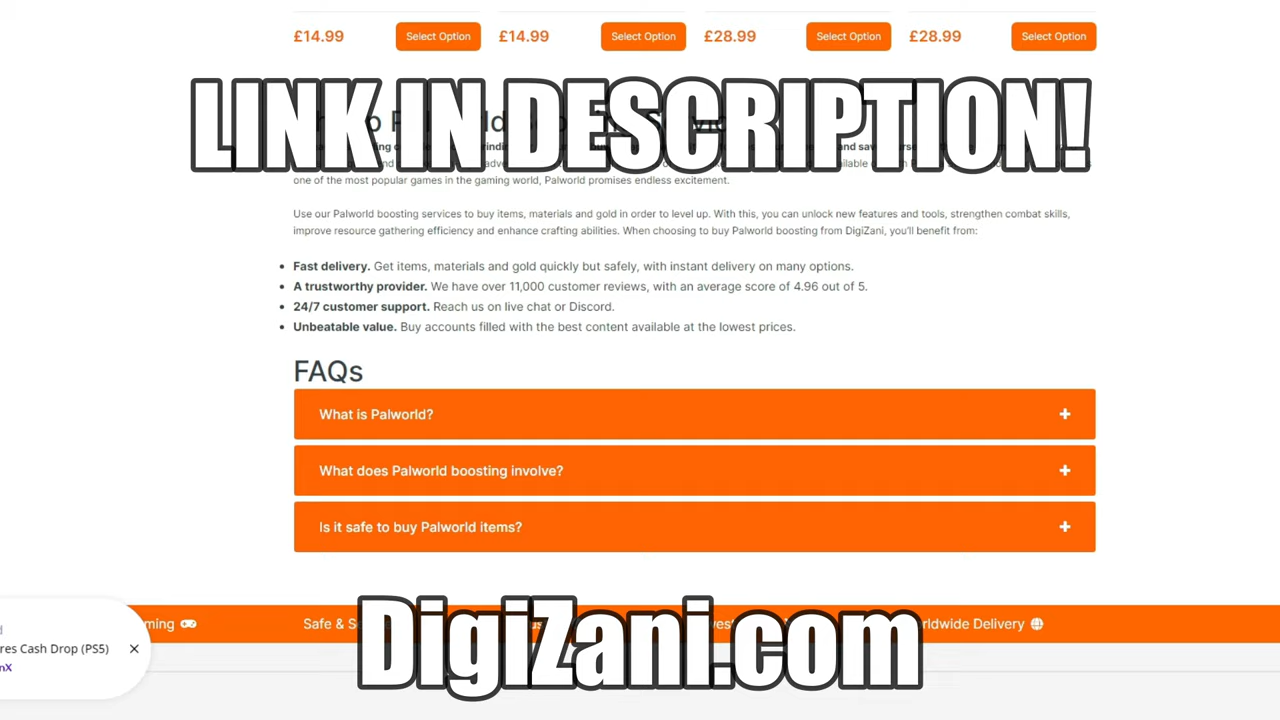 £14.99 Select Option £14.99 Select Option £28.99 Select Option £28.99 Select Option
LINK IN DESCRIPTION!
one of the most popular games in the gaming world, Palworld promises endless excitement.
Use our Palworld boosting services to buy items, materials and gold in order to level up. With this, you can unlock new features and tools, strengthen combat skills,
improve resource gathering efficiency and enhance crafting abilities. When choosing to buy Palworld boosting from DigiZani, you'll benefit from:
• Fast delivery. Get items, materials and gold quickly but safely, with instant delivery on many options.
• A trustworthy provider. We have over 11,000 customer reviews, with an average score of 4.96 out of 5.
• 24/7 customer support. Reach us on live chat or Discord.
• Unbeatable value. Buy accounts filled with the best content available at the lowest prices.
FAQs
What is Palworld? +
What does Palworld boosting involve? +
Is it safe to buy Palworld items? +
Safe & Delivery
res Cash Drop (PS5)
DigiZani.com